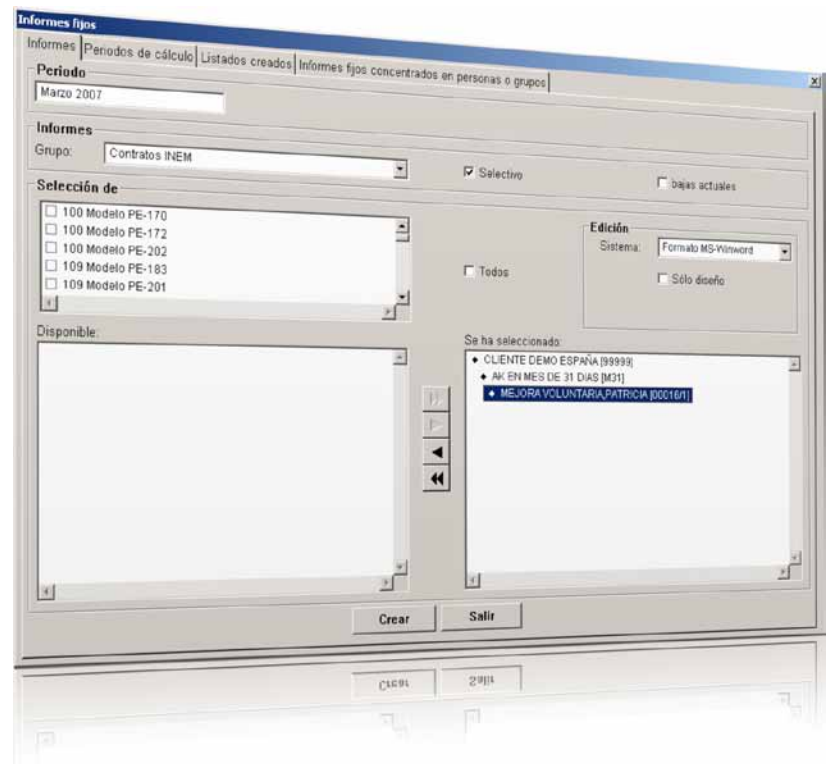 Informes fijos
Informes Periodos de cálculo Listados creados Informes fijos concentrados en personas o grupos
Periodo
Marzo 2007
Informes
Grupo: Contratos INEM Selectivo bajas actuales
Selección de
100 Modelo PE-170
100 Modelo PE-172
100 Modelo PE-202
109 Modelo PE-183
109 Modelo PE-201
Todos
Edición
Sistema: Formato MS-Winword
Sólo diseño
Disponible:
Se ha seleccionado:
CLIENTE DEMO ESPAÑA [99999]
AK EN MES DE 31 DIAS [M31]
MEJORA VOLUNTARIA,PATRICIA [00016/1]
Crear Salir